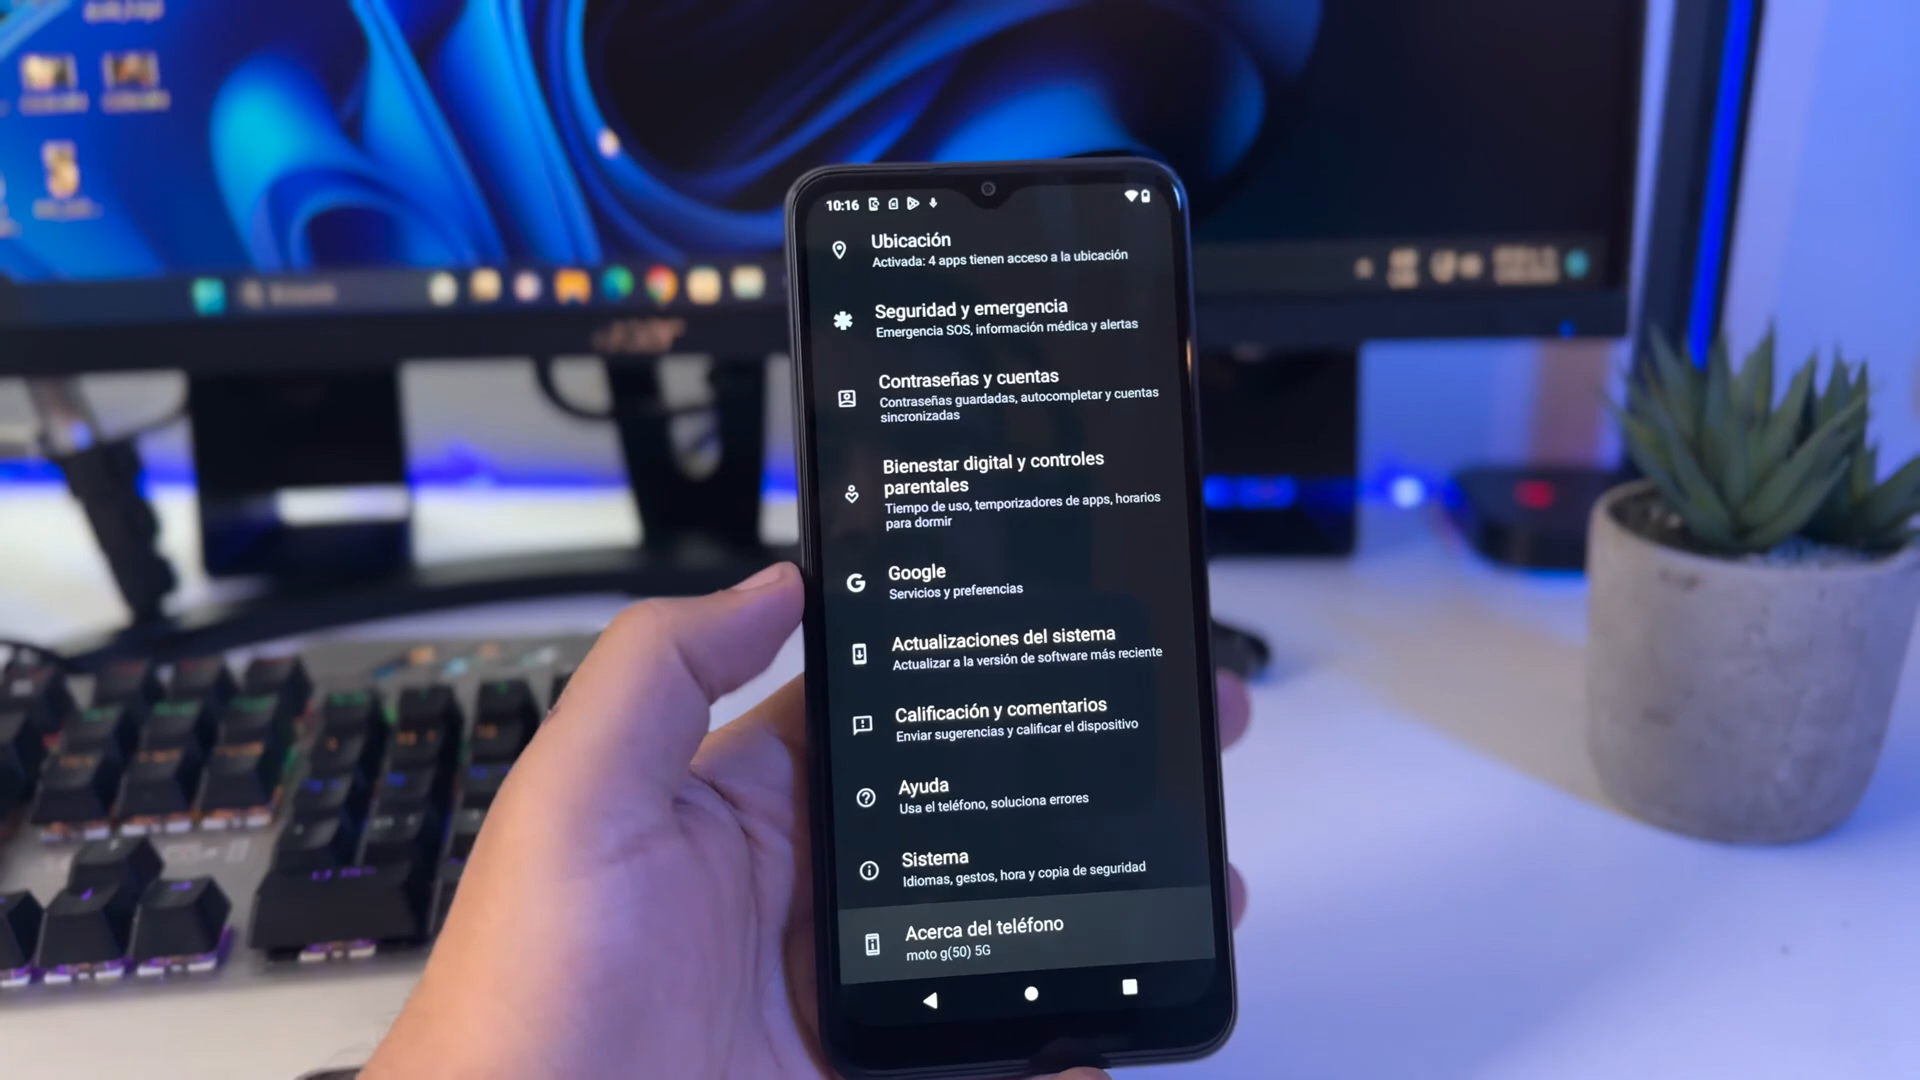 10:16
Ubicación
Activada: 4 apps tienen acceso a la ubicación
Seguridad y emergencia
Emergencia SOS, información médica y alertas
Contraseñas y cuentas
Contraseñas guardadas, autocompletar y cuentas
sincronizadas
Bienestar digital y controles
parentales
Tiempo de uso, temporizadores de apps, horarios
para dormir
Google
Servicios y preferencias
Actualizaciones del sistema
Actualizar a la versión de software más reciente
Calificación y comentarios
Enviar sugerencias y calificar el dispositivo
Ayuda
Usa el teléfono, soluciona errores
Sistema
Idiomas, gestos, hora y copia de seguridad
Acerca del teléfono
moto g(50) 5G